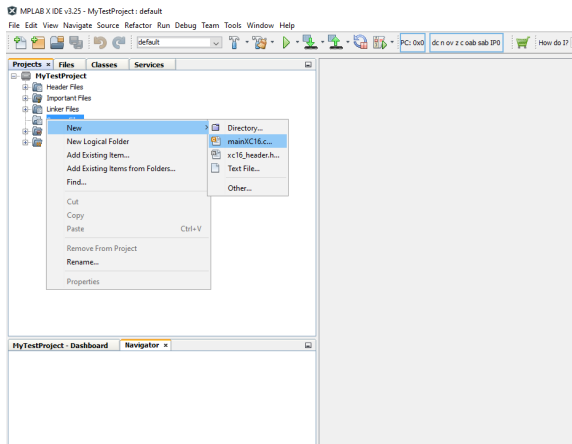 MPLAB X IDE v3.25 - MyTestProject : default
File Edit View Navigate Source Refactor Run Debug Team Tools Window Help
default PC: 0x0 dc n ov z c oab sab IP0 How do I?
Projects × Files Classes Services
MyTestProject
Header Files
Important Files
Linker Files
New
New Logical Folder
Add Existing Item...
Add Existing Items from Folders...
Find...
Cut
Copy
Paste Ctrl+V
Remove From Project
Rename...
Properties
Directory...
mainXC16.c...
xc16_header.h...
Text File...
Other...
MyTestProject - Dashboard Navigator ×